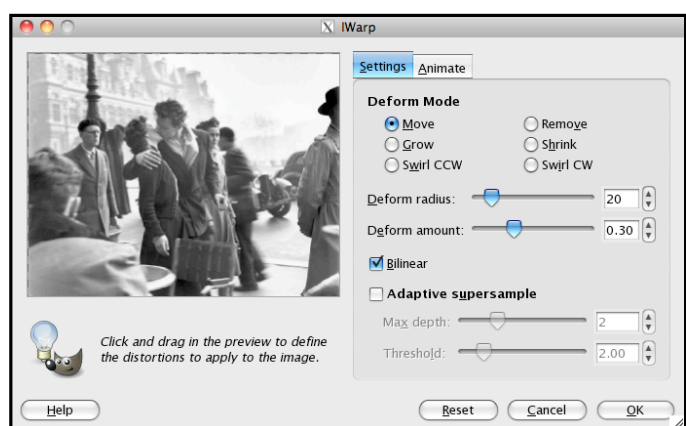 IWarp
Settings Animate
Deform Mode
Move Remove
Grow Shrink
Swirl CCW Swirl CW
Deform radius: 20
Deform amount: 0.30
Bilinear
Adaptive supersample
Max depth: 2
Threshold: 2.00
Click and drag in the preview to define
the distortions to apply to the image.
Help Reset Cancel OK